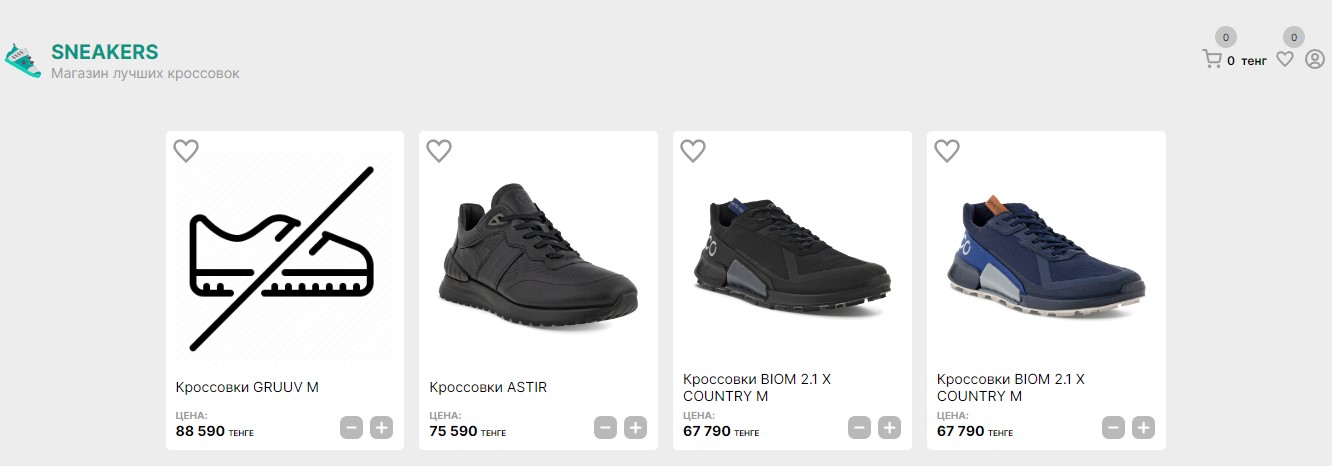 SNEAKERS
Магазин лучших кроссовок
0
0
0 тенг
Кроссовки GRUUV M
ЦЕНА:
88 590 ТЕНГЕ
Кроссовки ASTIR
ЦЕНА:
75 590 ТЕНГЕ
Кроссовки BIOM 2.1 X
COUNTRY M
ЦЕНА:
67 790 ТЕНГЕ
Кроссовки BIOM 2.1 X
COUNTRY M
ЦЕНА:
67 790 ТЕНГЕ